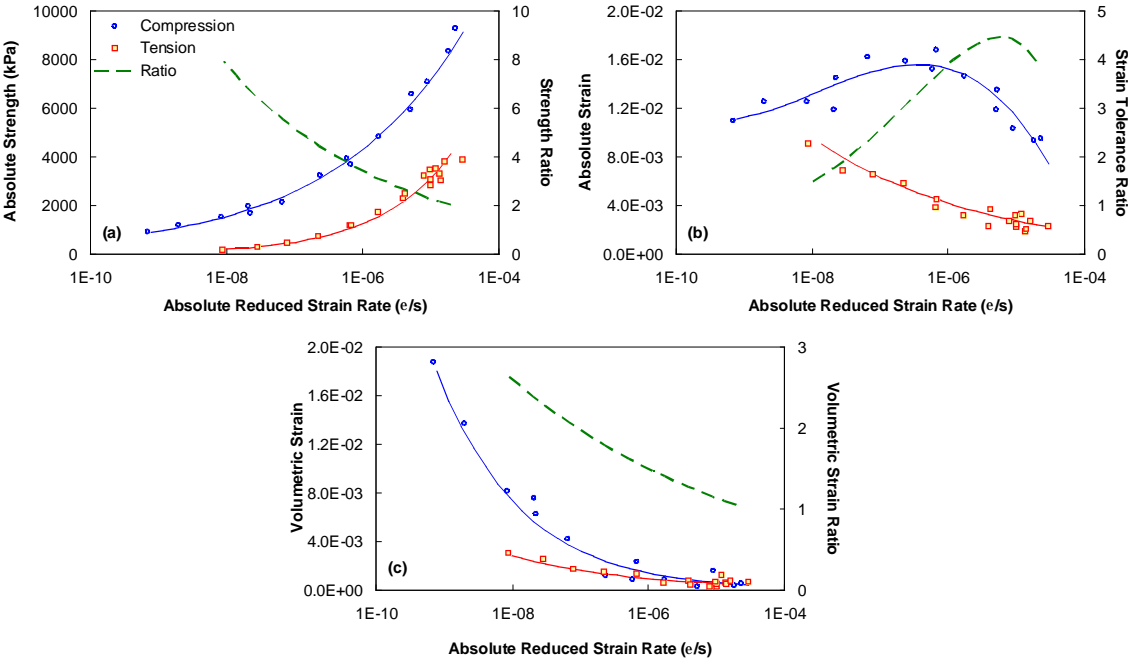 10000
8000
6000
4000
2000
0
Absolute Strength (kPa)
Compression
Tension
Ratio
(a)
10
8
6
4
2
0
Strength Ratio
1E-10
1E-08
1E-06
1E-04
Absolute Reduced Strain Rate (e/s)
2.0E-02
1.6E-02
1.2E-02
8.0E-03
4.0E-03
0.0E+00
Absolute Strain
(b)
5
4
3
2
1
0
Strain Tolerance Ratio
1E-10
1E-08
1E-06
1E-04
Absolute Reduced Strain Rate (e/s)
2.0E-02
1.6E-02
1.2E-02
8.0E-03
4.0E-03
0.0E+00
Volumetric Strain
(c)
3
2
1
0
Volumetric Strain Ratio
1E-10
1E-08
1E-06
1E-04
Absolute Reduced Strain Rate (e/s)